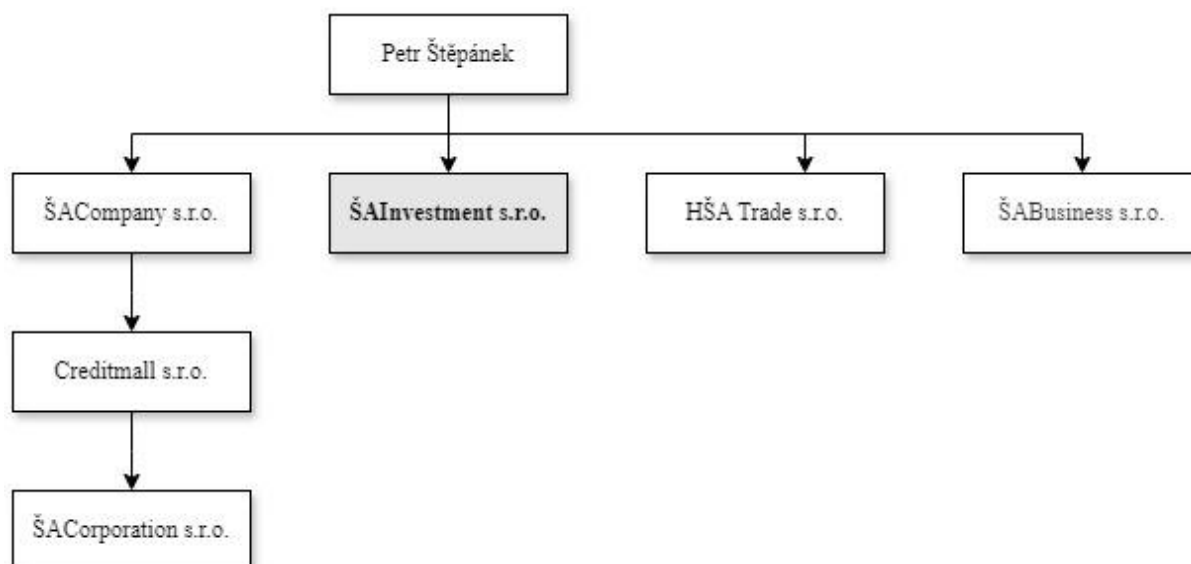 Petr Štěpánek
ŠACompany s.r.o.
ŠAInvestment s.r.o.
HŠA Trade s.r.o.
ŠABusiness s.r.o.
Creditmall s.r.o.
ŠACorporation s.r.o.